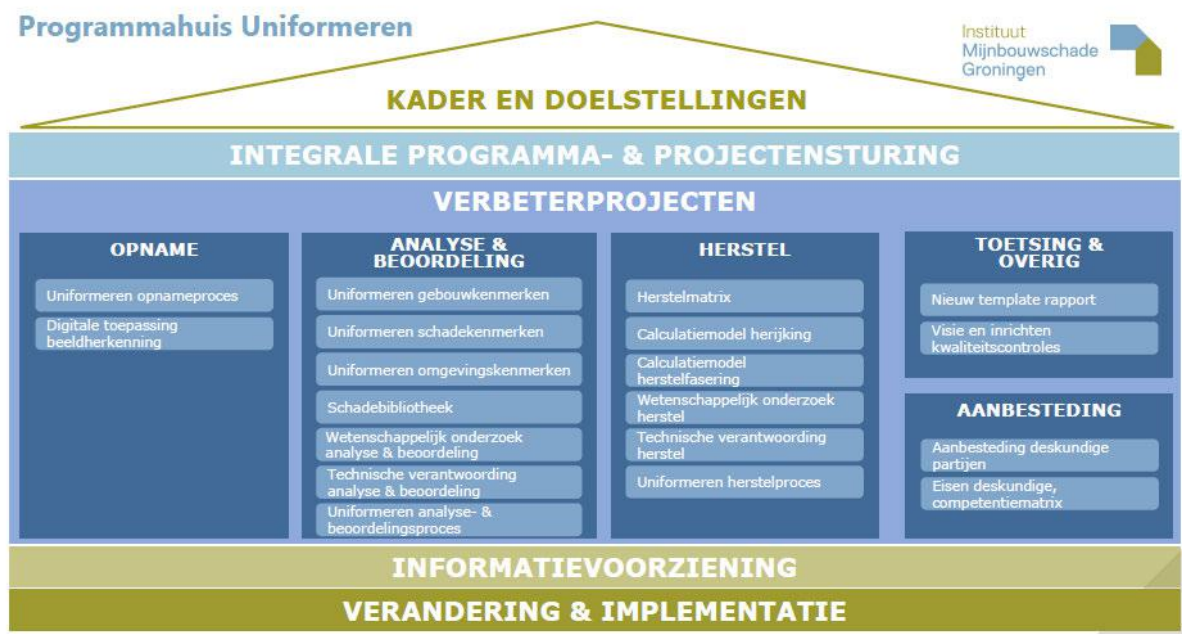 Programmahuis Uniformeren
Instituut
Mijnbouwschade
Groningen
KADER EN DOELSTELLINGEN
INTEGRALE PROGRAMMA- & PROJECTENSTURING
VERBETERPROJECTEN
OPNAME
Uniformeren opnameproces
Digitale toepassing
beeldherkenning
ANALYSE &
BEOORDELING
Uniformeren gebouwkenmerken
Uniformeren schadekenmerken
Uniformeren omgevingskenmerken
Schadebibliotheek
Wetenschappelijk onderzoek
analyse & beoordeling
Technische verantwoording
analyse & beoordeling
Uniformeren analyse- &
beoordelingsproces
HERSTEL
Herstelmatrix
Calculatiemodel herijking
Calculatiemodel
herstelfasering
Wetenschappelijk onderzoek
herstel
Technische verantwoording
herstel
Uniformeren herstelproces
TOETSING &
OVERIG
Nieuw template rapport
Visie en inrichten
kwaliteitscontroles
AANBESTEDING
Aanbesteding deskundige
partijen
Eisen deskundige,
competentiematrix
INFORMATIEVOORZIENING
VERANDERING & IMPLEMENTATIE